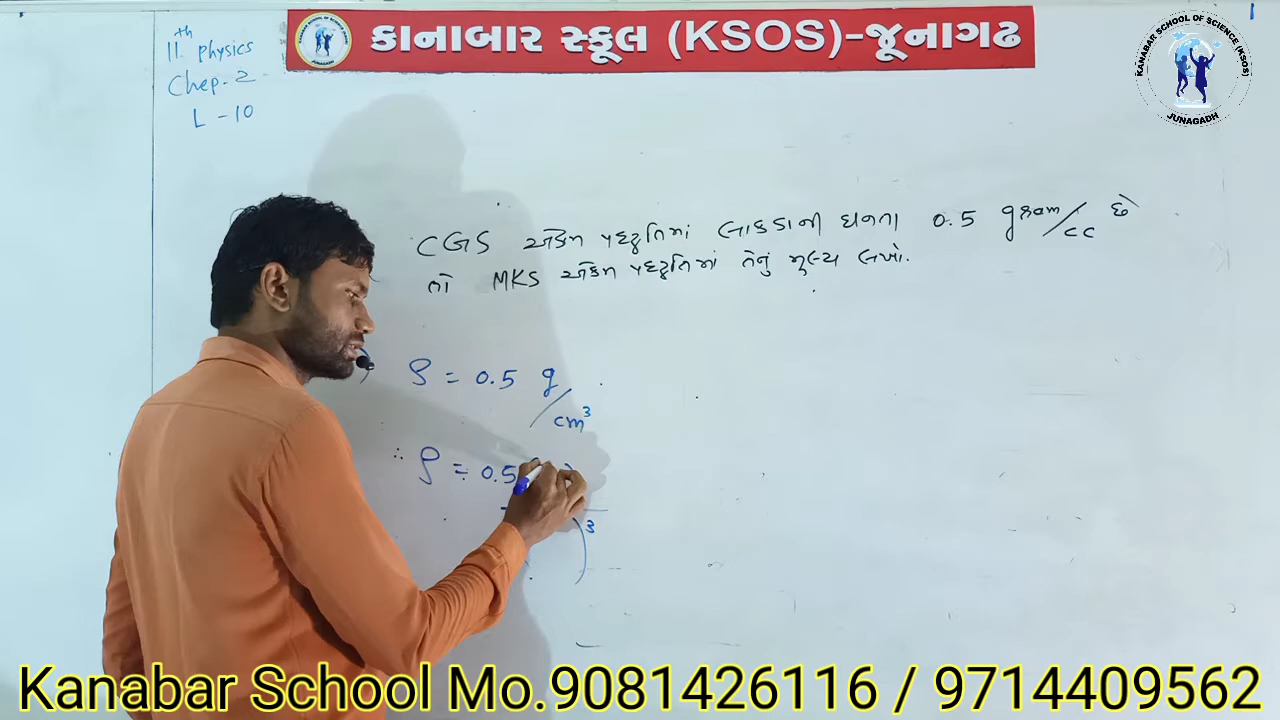 કાનાબાર સ્કૂલ (KSOS)-જૂનાગઢ
KANABAR SCHOOL OF SCIENCE (KSOS)
JUNAGADH
11th Physics
Chep. 2
L - 10
CGS એકમ પદ્ધતિમાં લાકડાની ઘનતા 0.5 gram/cc છે
તો MKS એકમ પદ્ધતિમાં તેનું મુલ્ય લખો.
ρ = 0.5 g/cm³
∴ ρ = 0.5
)³
Kanabar School Mo.9081426116 / 9714409562